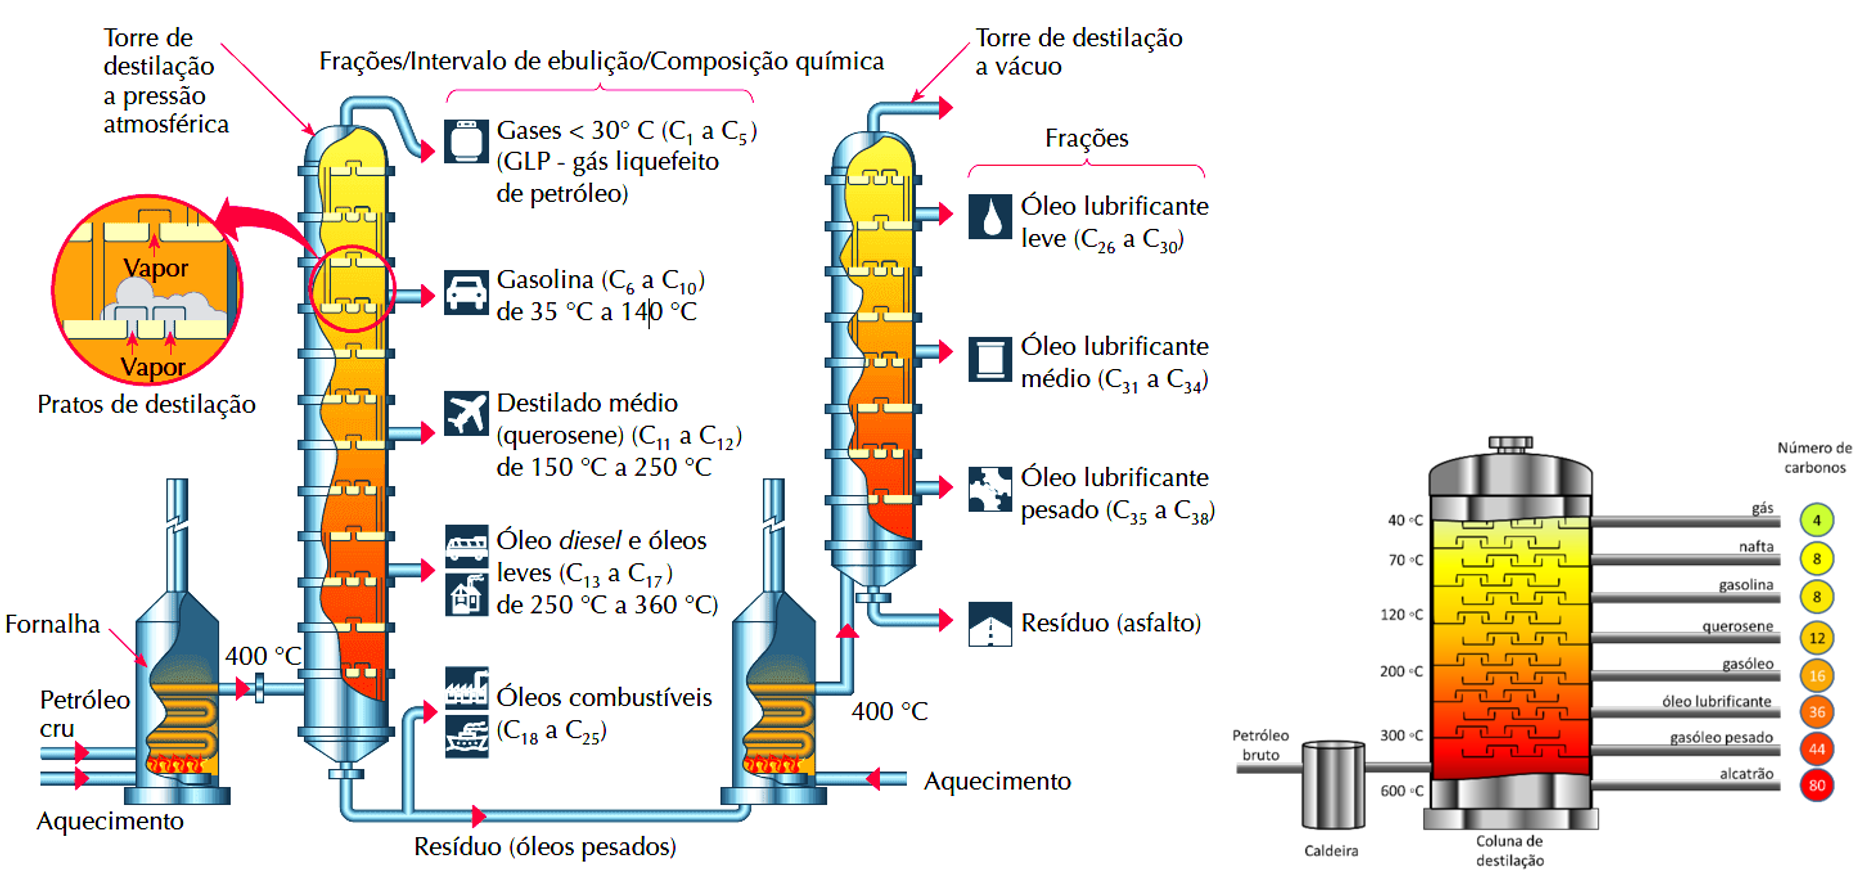 Torre de
destilação
a pressão
atmosférica
Frações/Intervalo de ebulição/Composição química
Gases < 30° C (C₁ a C₅)
(GLP - gás liquefeito
de petróleo)
Vapor
Vapor
Pratos de destilação
Gasolina (C₆ a C₁₀)
de 35 °C a 140 °C
Destilado médio
(querosene) (C₁₁ a C₁₂)
de 150 °C a 250 °C
Óleo diesel e óleos
leves (C₁₃ a C₁₇)
de 250 °C a 360 °C)
Óleos combustíveis
(C₁₈ a C₂₅)
Fornalha
400 °C
Petróleo
cru
Aquecimento
Resíduo (óleos pesados)
Torre de destilação
a vácuo
Frações
Óleo lubrificante
leve (C₂₆ a C₃₀)
Óleo lubrificante
médio (C₃₁ a C₃₄)
Óleo lubrificante
pesado (C₃₅ a C₃₈)
Resíduo (asfalto)
400 °C
Aquecimento
Número de
carbonos
40 °C
gás
4
nafta
8
70 °C
gasolina
8
120 °C
querosene
12
200 °C
gasóleo
16
óleo lubrificante
36
300 °C
gasóleo pesado
44
alcatrão
80
600 °C
Petróleo
bruto
Caldeira
Coluna de
destilação